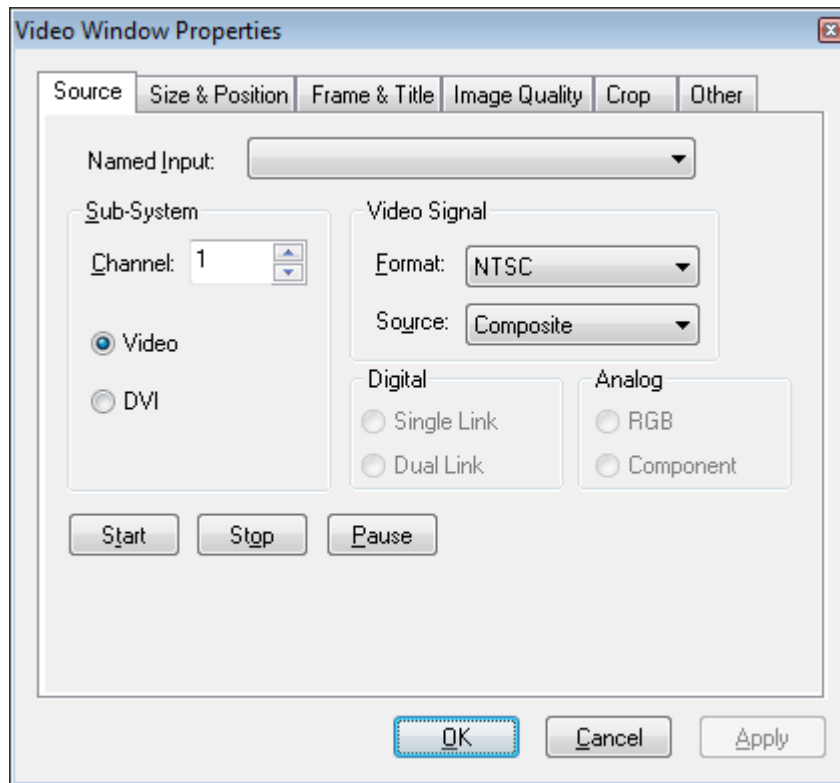 Video Window Properties
Source Size & Position Frame & Title Image Quality Crop Other
Named Input:
Sub-System
Channel: 1
Video
DVI
Video Signal
Format: NTSC
Source: Composite
Digital
Single Link
Dual Link
Analog
RGB
Component
Start Stop Pause
OK Cancel Apply